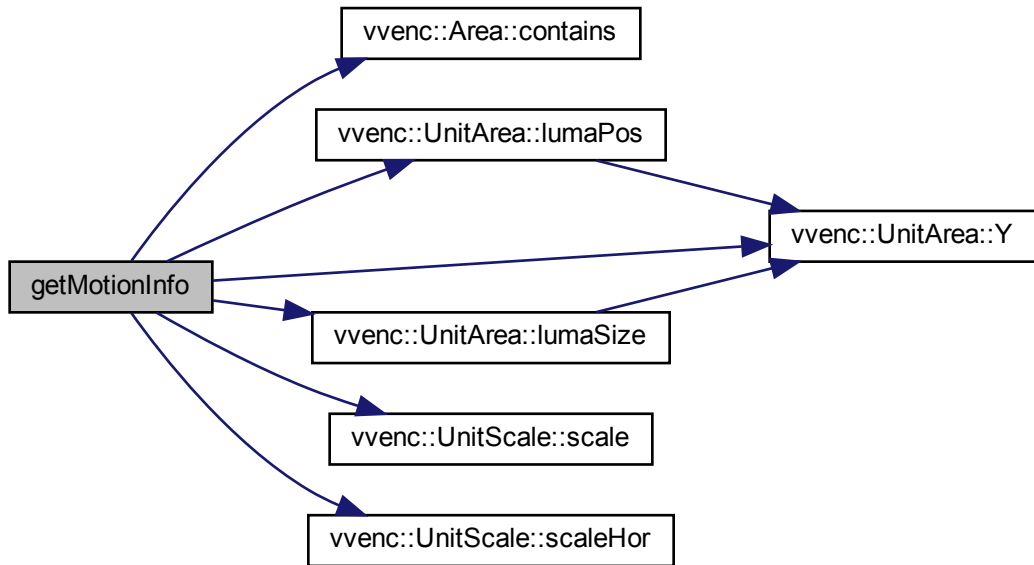 vvenc::Area::contains
vvenc::UnitArea::lumaPos
vvenc::UnitArea::Y
getMotionInfo
vvenc::UnitArea::lumaSize
vvenc::UnitScale::scale
vvenc::UnitScale::scaleHor